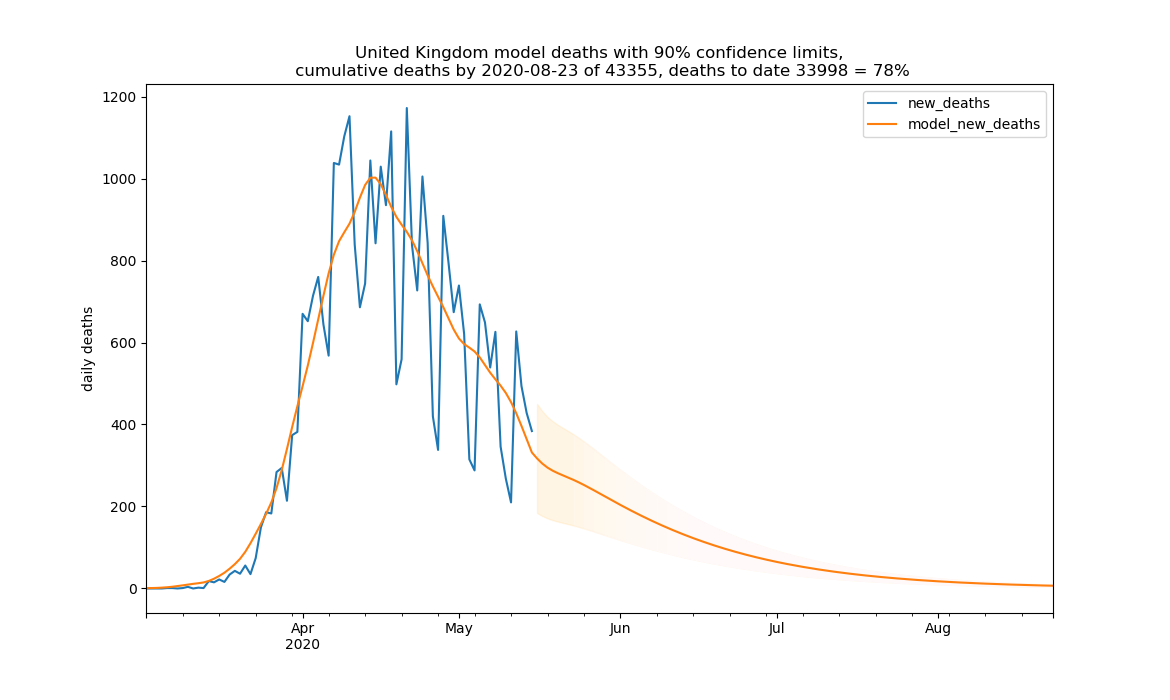 United Kingdom model deaths with 90% confidence limits,
cumulative deaths by 2020-08-23 of 43355, deaths to date 33998 = 78%
new_deaths
model_new_deaths
1200
1000
800
600
400
200
0
daily deaths
Apr
2020
May
Jun
Jul
Aug